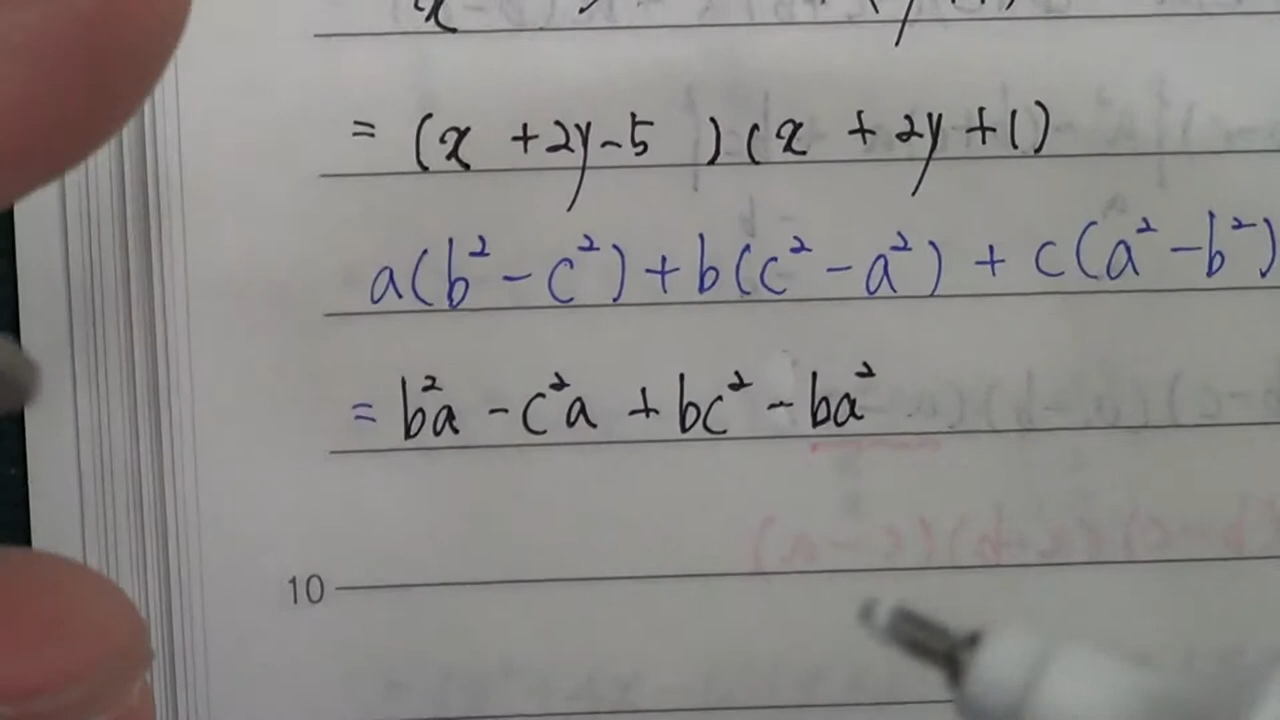 = (x + 2y - 5) (x + 2y + 1)
a(b² - c²) + b(c² - a²) + c(a² - b²)
= b²a - c²a + bc² - ba²
10